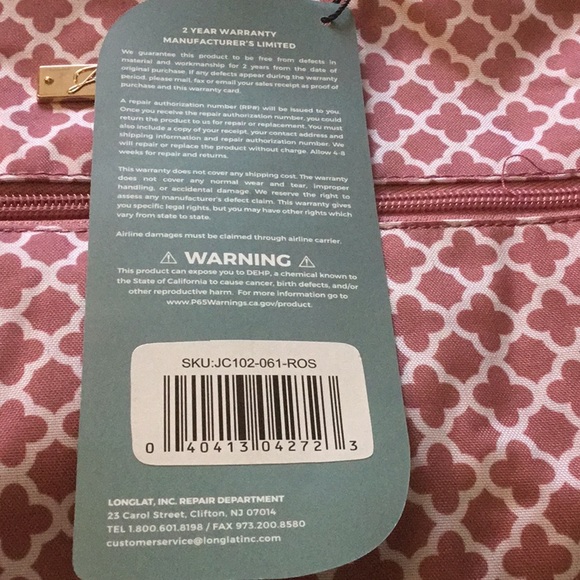 2 YEAR WARRANTY
MANUFACTURER'S LIMITED
We guarantee this product to be free from defects in
material and workmanship for 2 years from the date of
original purchase. If any defects appear during the warranty
period, please mail, fax or email your sales receipt as proof of
purchase and this warranty card.
A repair authorization number (RP#) will be issued to you.
Once you receive the repair authorization number, you could
return the product to us for repair or replacement. You must
also include a copy of your receipt, your contact address and
shipping information and repair authorization number. We
will repair or replace the product without charge. Allow 4-8
weeks for repair and returns.
This warranty does not cover any shipping cost. The warranty
does not cover any normal wear and tear, improper
handling, or accidental damage. We reserve the right to
assess any manufacturer's defect claim. This warranty gives
you specific legal rights, but you may have other rights which
vary from state to state.
Airline damages must be claimed through airline carrier.
⚠ WARNING ⚠
This product can expose you to DEHP, a chemical known to
the State of California to cause cancer, birth defects, and/or
other reproductive harm. For more information go to
www.P65Warnings.ca.gov/product.
SKU:JC102-061-ROS
0 40413 04272 3
LONGLAT, INC. REPAIR DEPARTMENT
23 Carol Street, Clifton, NJ 07014
TEL 1.800.601.8198 / FAX 973.200.8580
customerservice@longlatinc.com